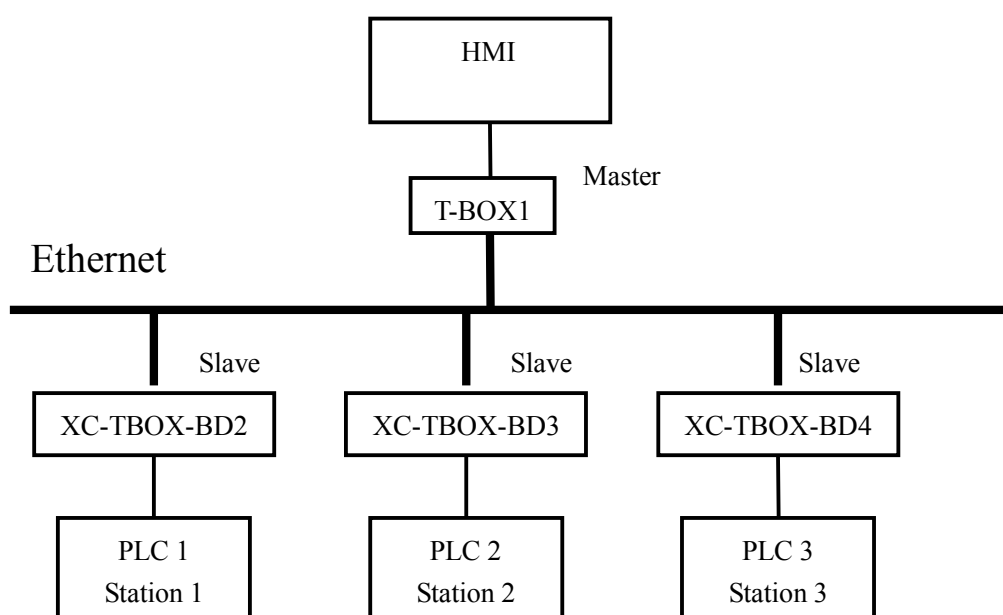 HMI
Master
T-BOX1
Ethernet
Slave
Slave
Slave
XC-TBOX-BD2
XC-TBOX-BD3
XC-TBOX-BD4
PLC 1
Station 1
PLC 2
Station 2
PLC 3
Station 3